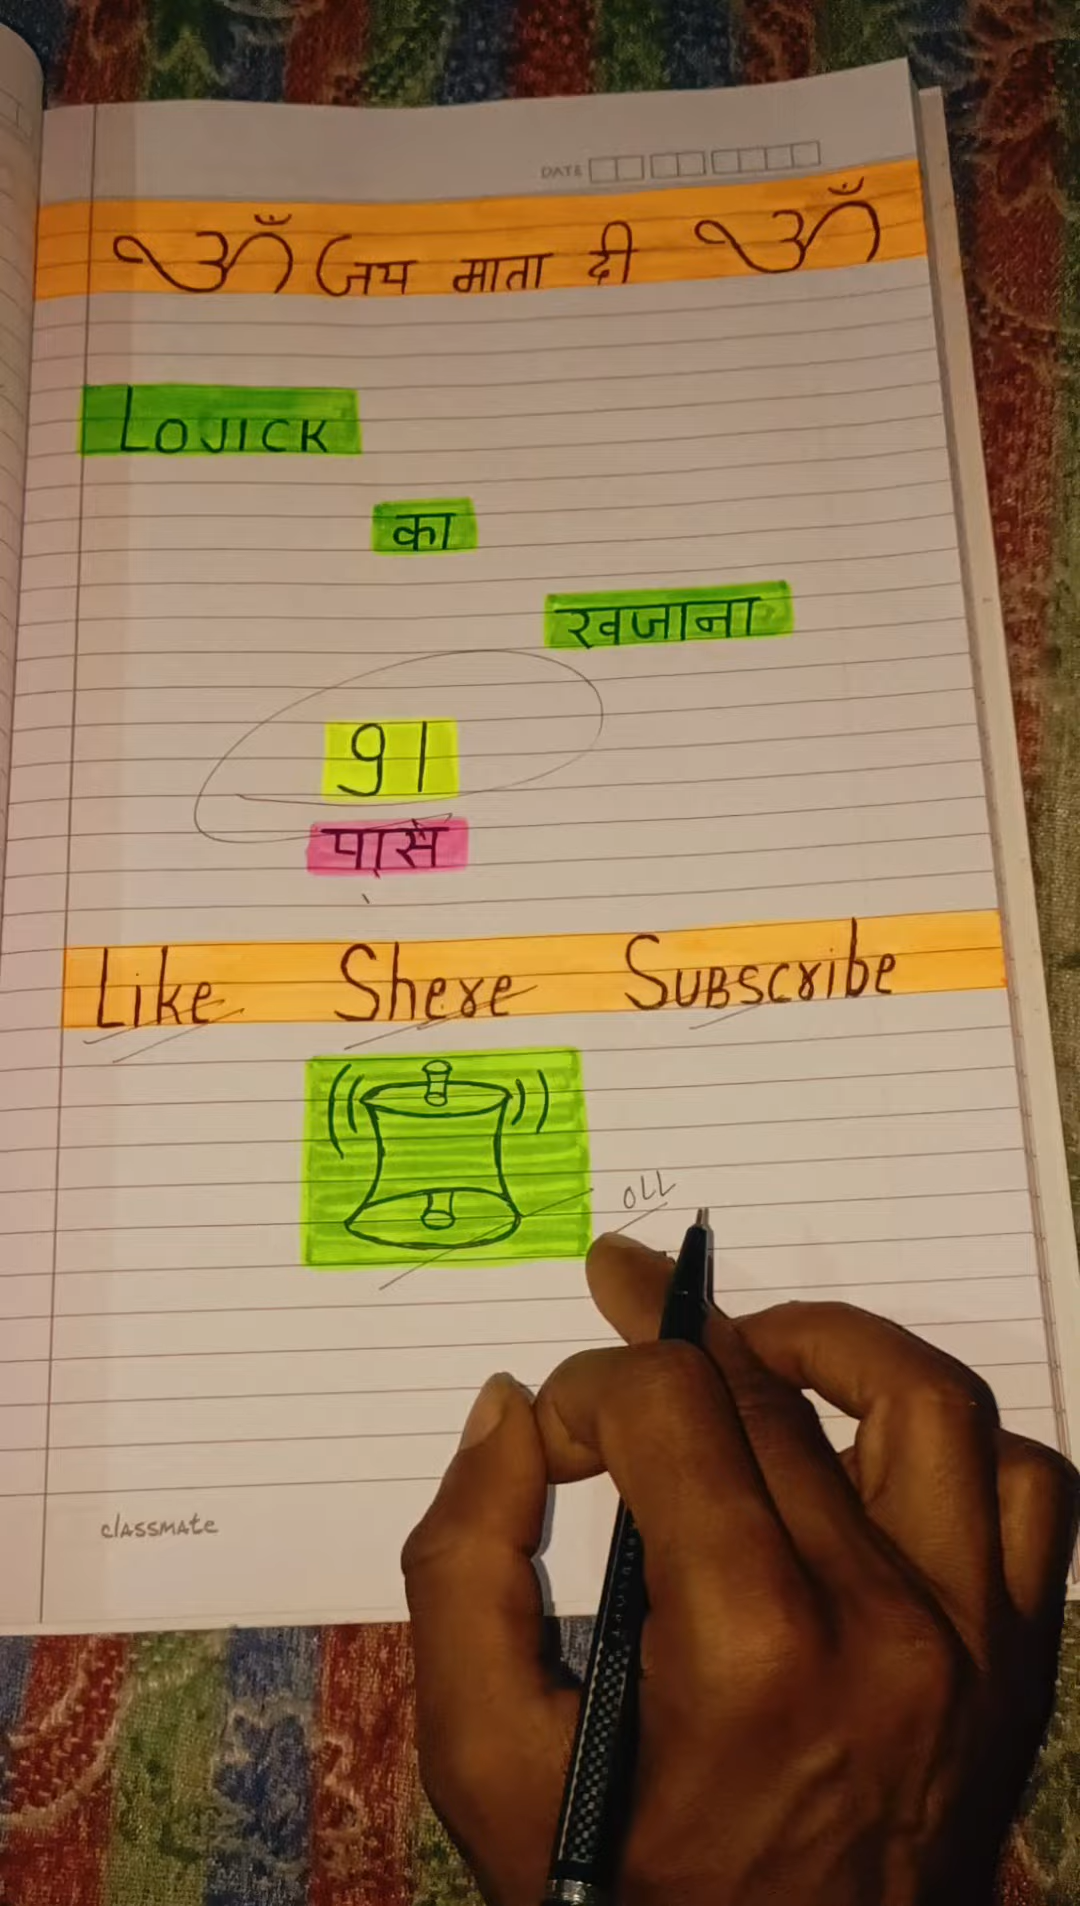 DATE
ॐ जय माता दी ॐ
LOJICK
का
खजाना
91
पासे
Like Shere Subscribe
OLL
classmate